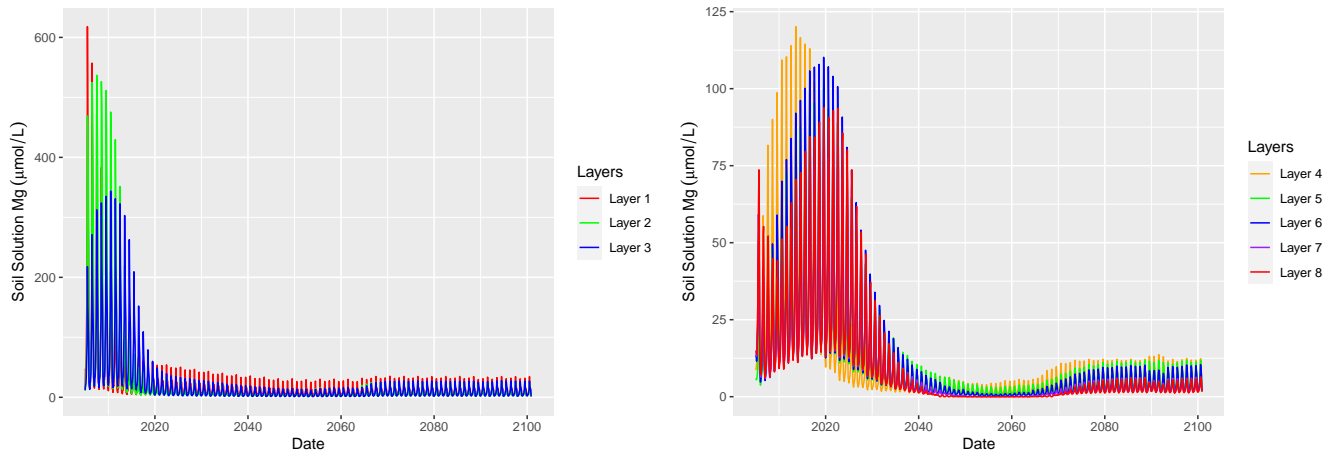 Soil Solution Mg (μmol/L)
600
400
200
0
2020
2040
2060
2080
2100
Date
Layers
Layer 1
Layer 2
Layer 3
Soil Solution Mg (μmol/L)
125
100
75
50
25
0
2020
2040
2060
2080
2100
Date
Layers
Layer 4
Layer 5
Layer 6
Layer 7
Layer 8